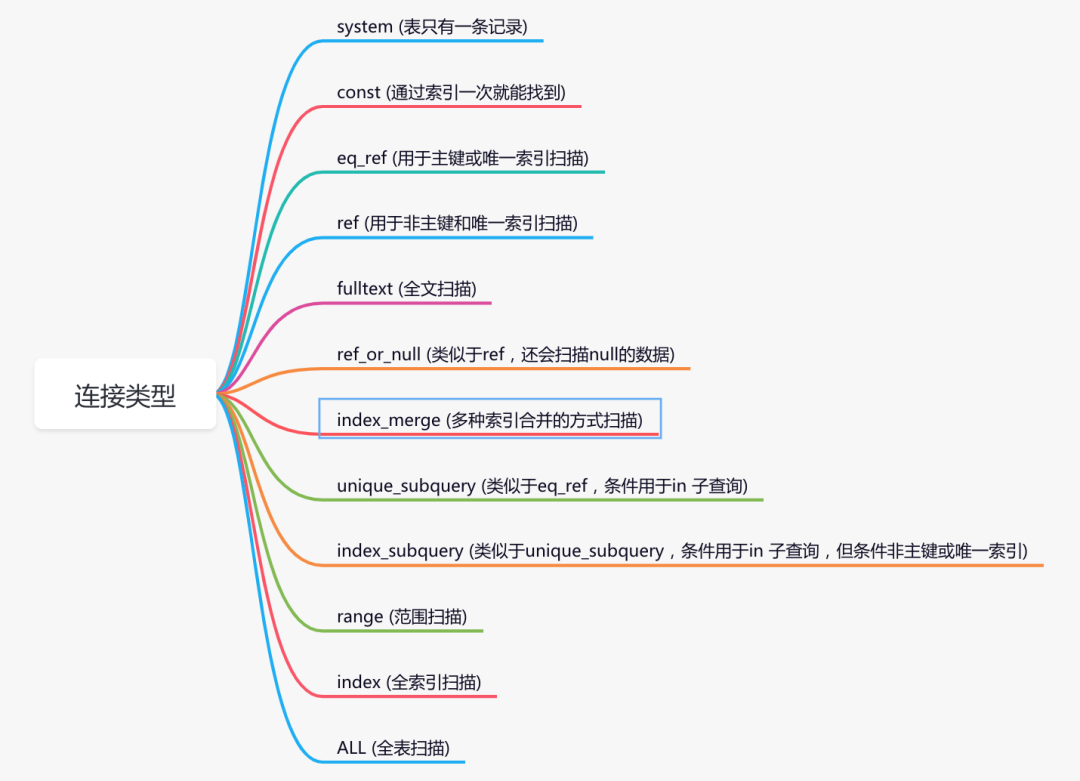 system (表只有一条记录)
const (通过索引一次就能找到)
eq_ref (用于主键或唯一索引扫描)
ref (用于非主键和唯一索引扫描)
fulltext (全文扫描)
ref_or_null (类似于ref，还会扫描null的数据)
连接类型
index_merge (多种索引合并的方式扫描)
unique_subquery (类似于eq_ref，条件用于in 子查询)
index_subquery (类似于unique_subquery，条件用于in 子查询，但条件非主键或唯一索引)
range (范围扫描)
index (全索引扫描)
ALL (全表扫描)